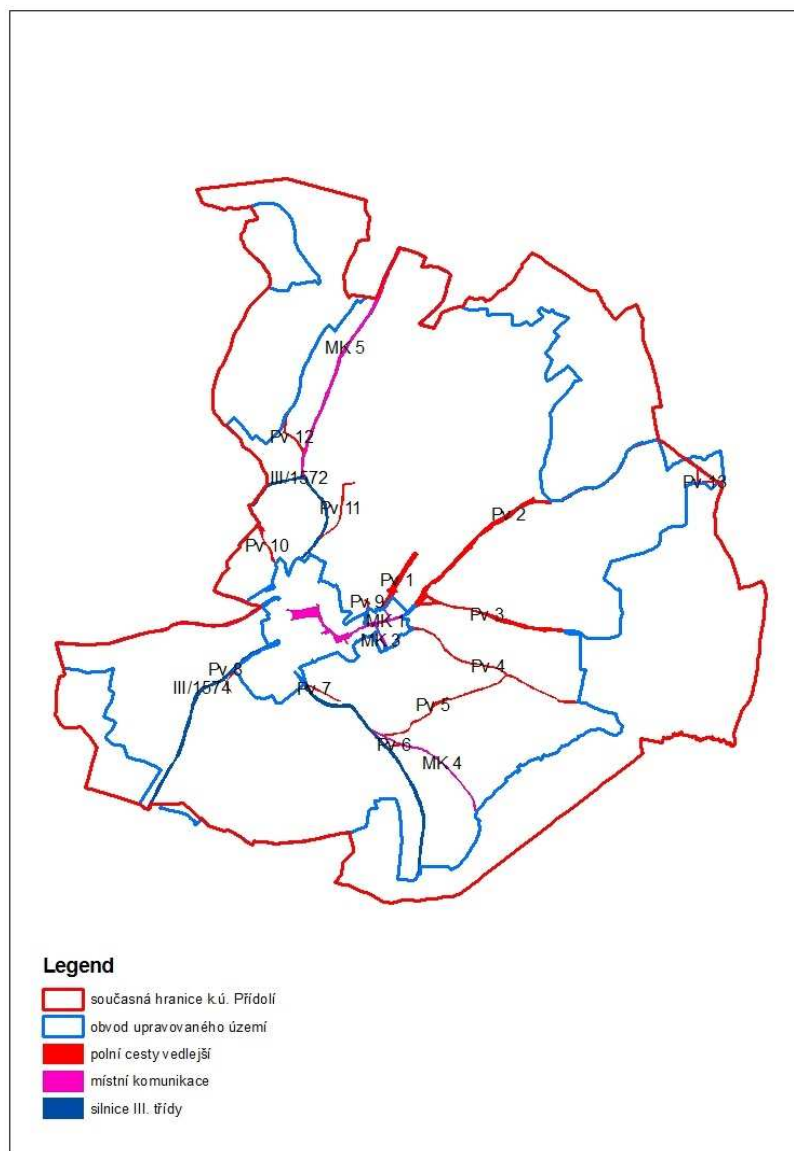 MK 5
Pv 12
III/1572
Pv 11
Pv 10
Pv 13
Pv 2
Pv 1
Pv 9
MK 1
MK 3
Pv 3
Pv 4
Pv 8
III/1574
Pv 7
Pv 5
Pv 6
MK 4
Legend
současná hranice k.ú. Přídolí
obvod upravovaného území
polní cesty vedlejší
místní komunikace
silnice III. třídy